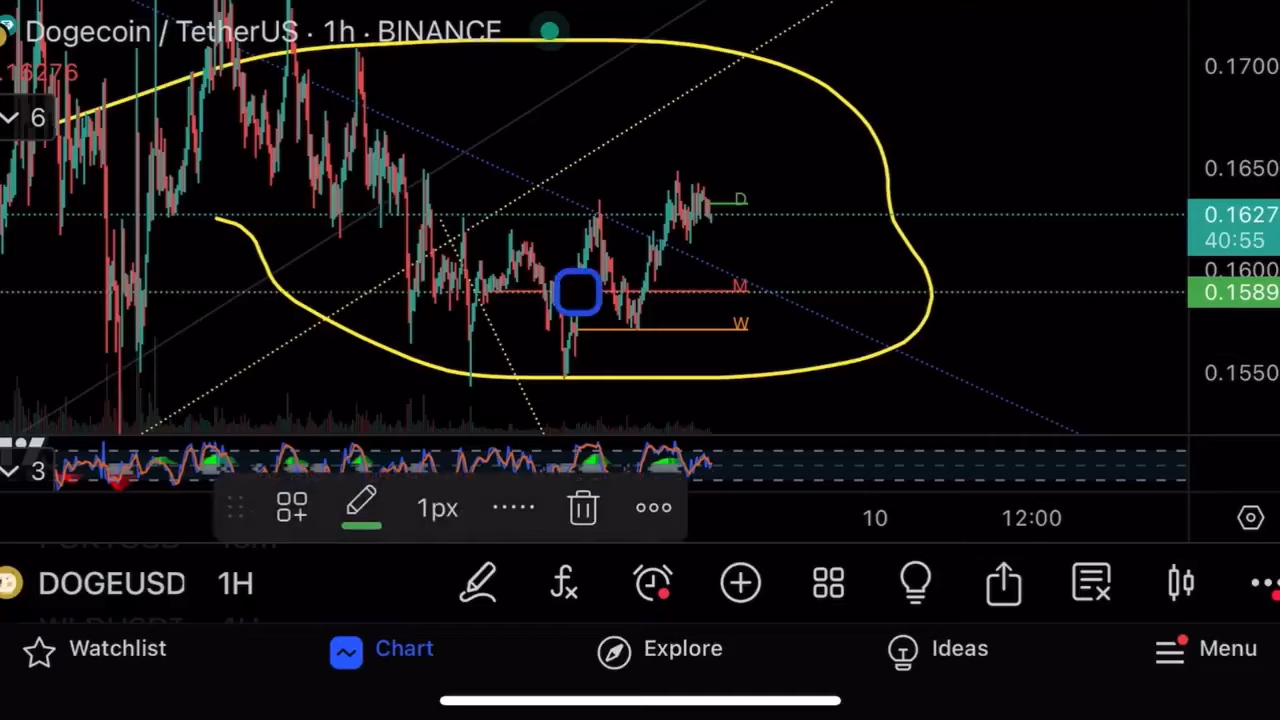 Dogecoin / TetherUS · 1h · BINANCE
0.1700
.16276
6
0.1650
D
0.1627
40:55
0.1600
M
0.1589
W
0.1550
3
1px
10
12:00
DOGEUSD 1H
Watchlist
Chart
Explore
Ideas
Menu